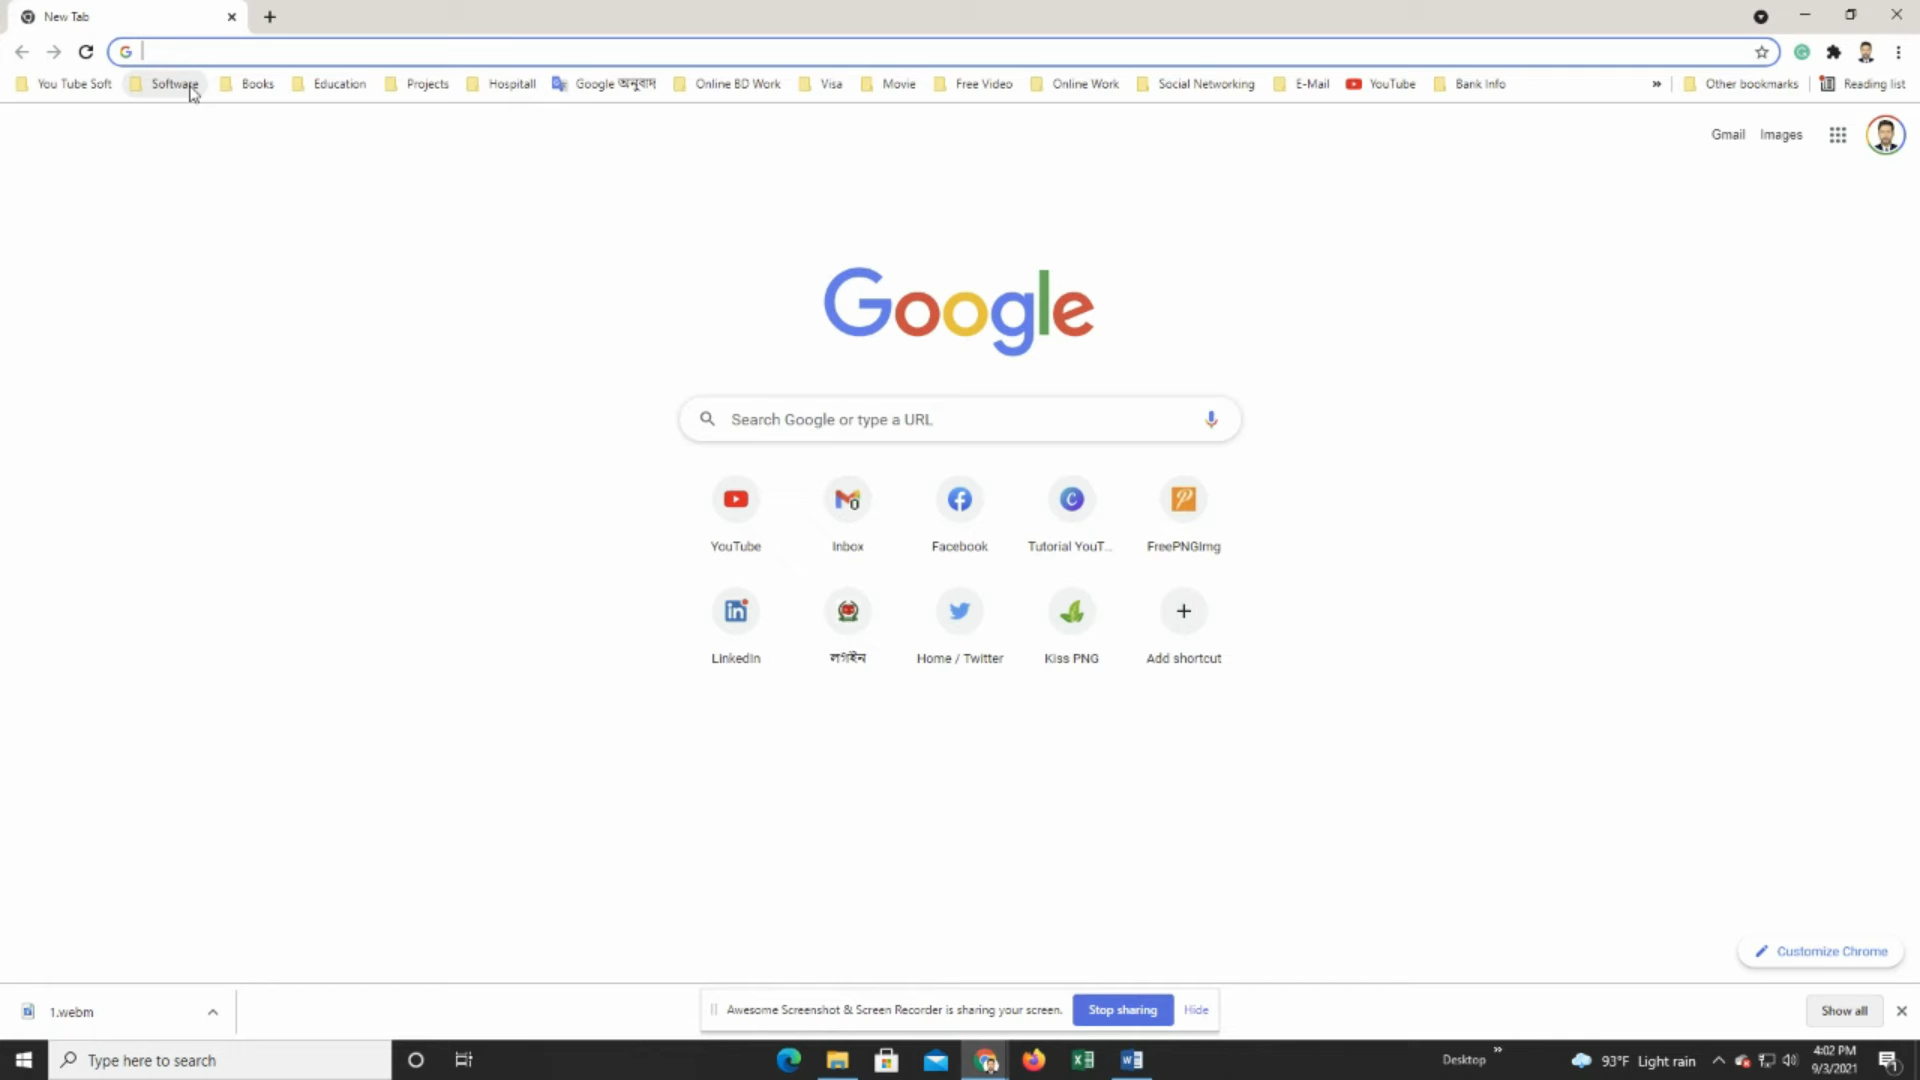 New Tab
You Tube Soft Software Books Education Projects Hospitall Google অনুবাদ Online BD Work Visa Movie Free Video Online Work Social Networking E-Mail YouTube Bank Info » Other bookmarks Reading list
Gmail Images
Google
Search Google or type a URL
YouTube Inbox Facebook Tutorial YouT... FreePNGImg
LinkedIn লগইন Home / Twitter Kiss PNG Add shortcut
Customize Chrome
1.webm
Awesome Screenshot & Screen Recorder is sharing your screen. Stop sharing Hide
Show all
Type here to search
Desktop »
93°F Light rain
4:02 PM
9/3/2021